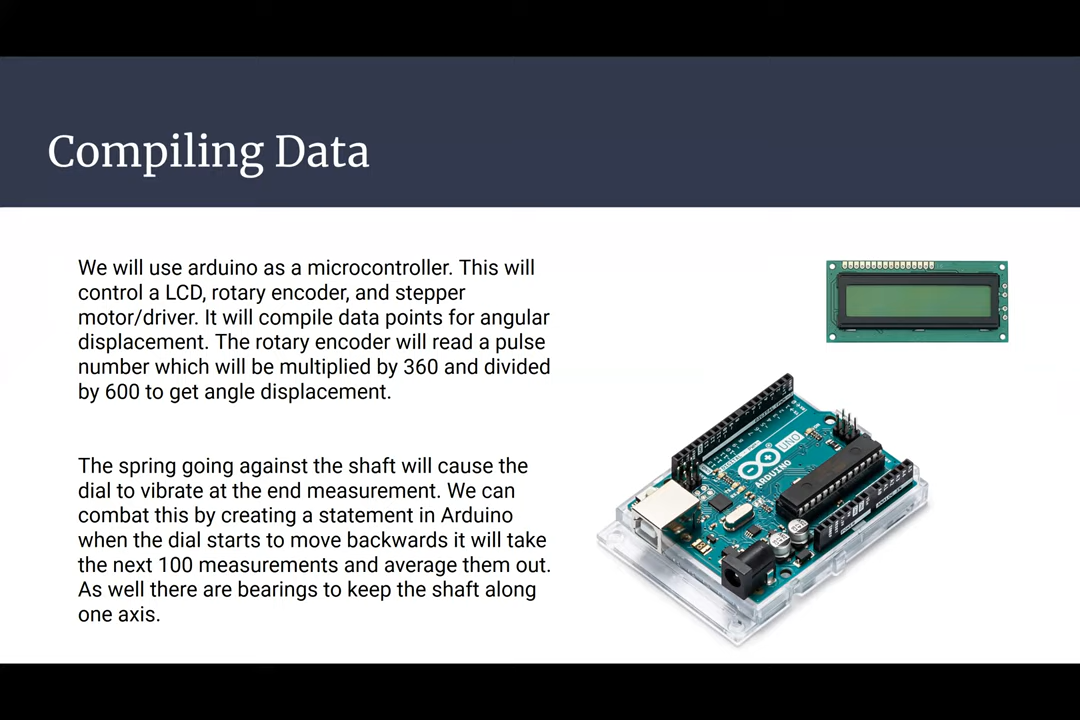 Compiling Data
We will use arduino as a microcontroller. This will
control a LCD, rotary encoder, and stepper
motor/driver. It will compile data points for angular
displacement. The rotary encoder will read a pulse
number which will be multiplied by 360 and divided
by 600 to get angle displacement.
The spring going against the shaft will cause the
dial to vibrate at the end measurement. We can
combat this by creating a statement in Arduino
when the dial starts to move backwards it will take
the next 100 measurements and average them out.
As well there are bearings to keep the shaft along
one axis.
UNO
ARDUINO